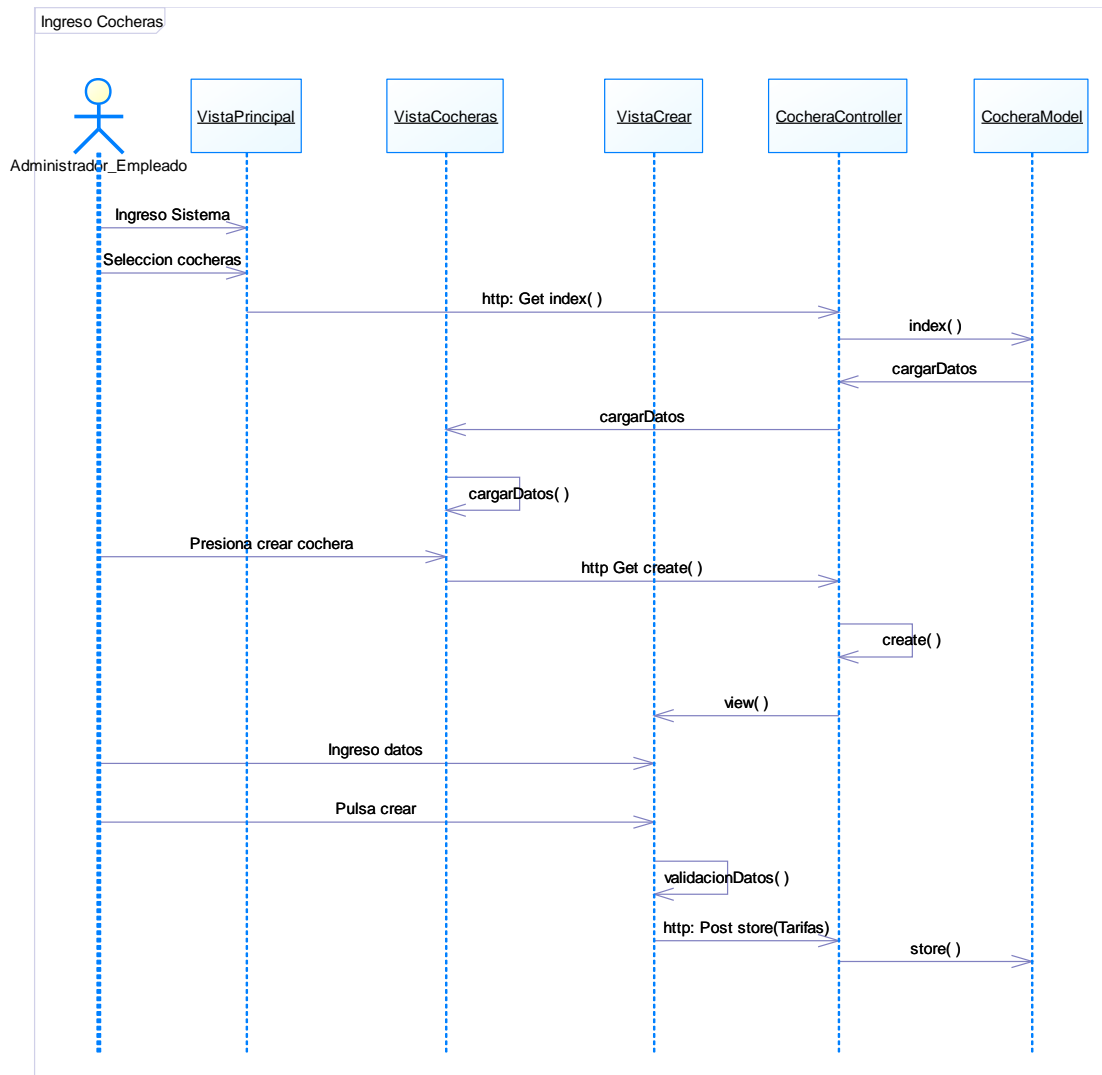 Ingreso Cocheras
VistaPrincipal
VistaCocheras
VistaCrear
CocheraController
CocheraModel
Administrador_Empleado
Ingreso Sistema
Seleccion cocheras
http: Get index( )
index( )
cargarDatos
cargarDatos
cargarDatos( )
Presiona crear cochera
http Get create( )
create( )
view( )
Ingreso datos
Pulsa crear
validacionDatos( )
http: Post store(Tarifas)
store( )